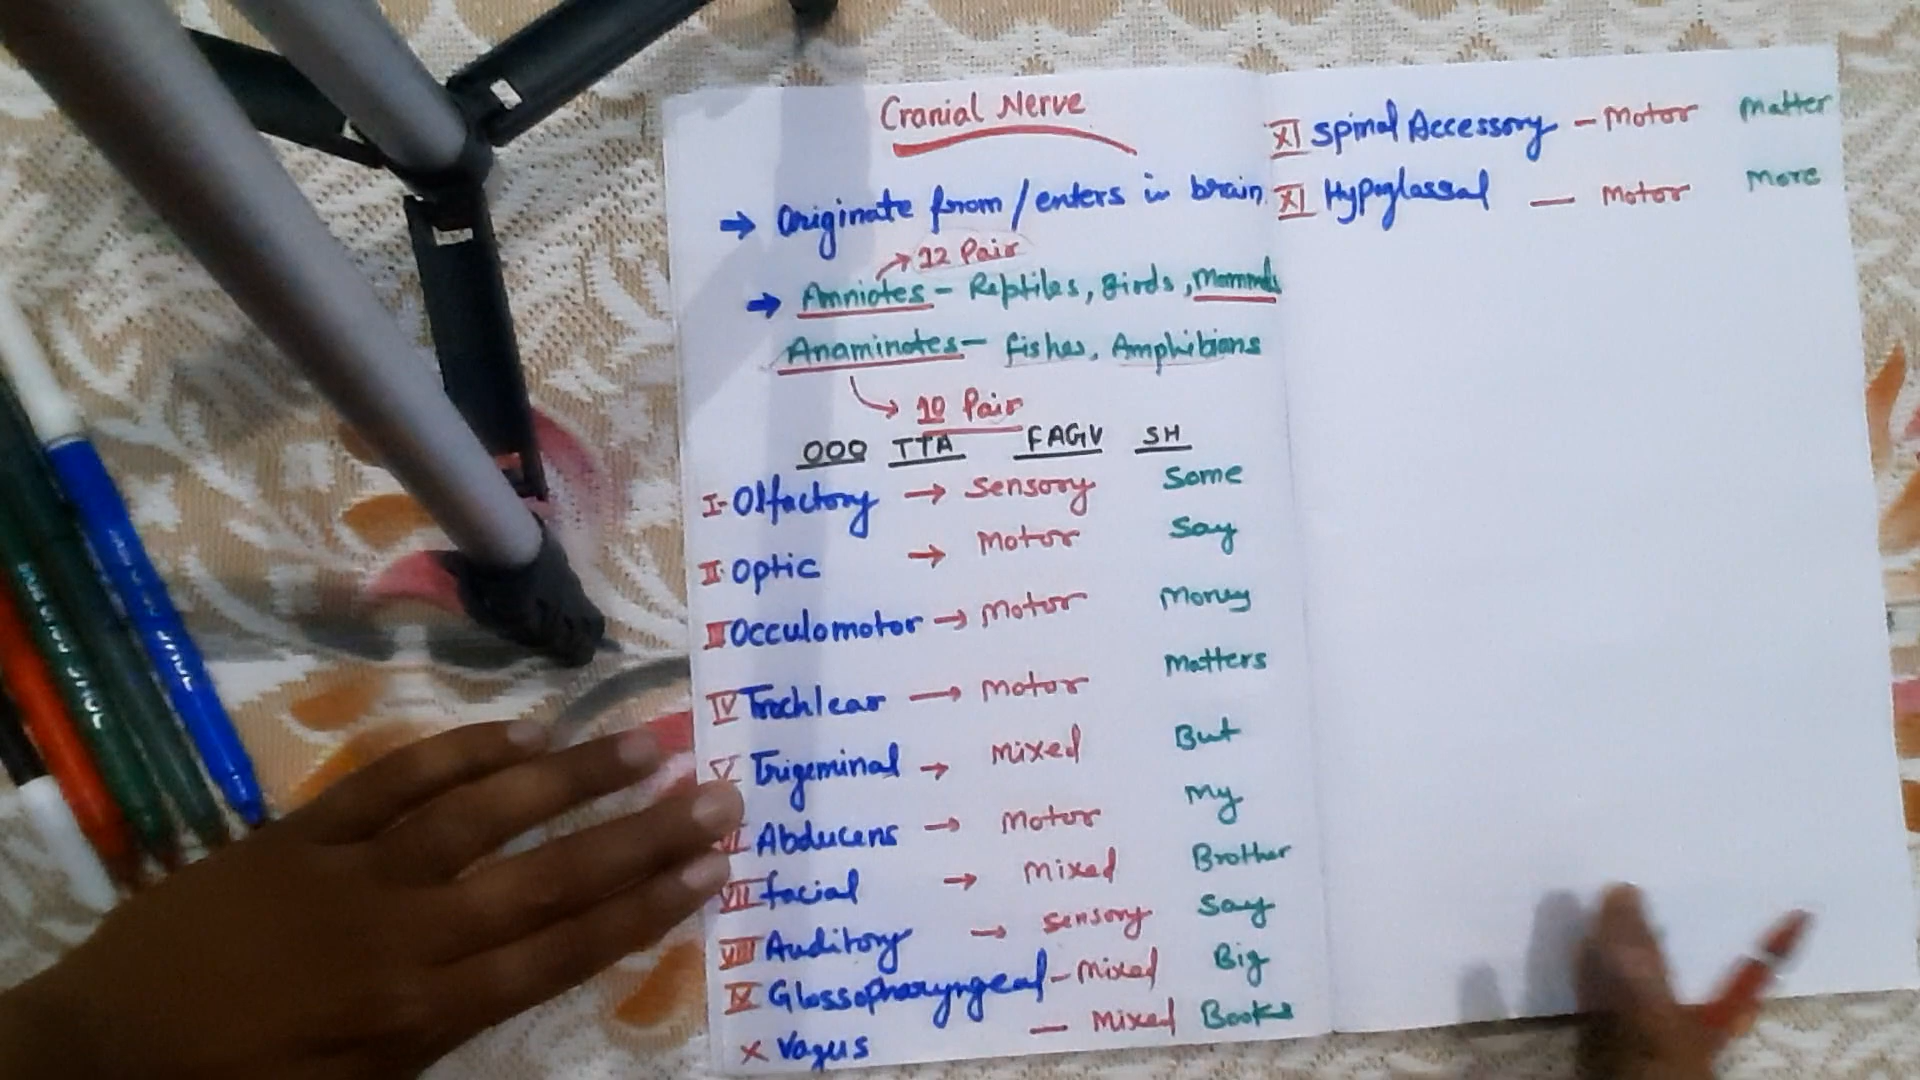 Cranial Nerve
➔ Originate from/enters in brain.
↗ 12 Pair
➔ Amniotes - Reptiles, Birds, Mammals
Anaminotes - fishes, Amphibians
↳ 10 Pair
OOO TTA FAGV SH
I- Olfactory → Sensory Some
II. Optic → Motor Say
III Occulomotor → Motor Money
IV Trochlear → Motor Matters
V Trigeminal → Mixed But
VI Abducens → Motor My
VII facial → Mixed Brother
VIII Auditory → Sensory Say
IX Glossopharyngeal - Mixed Big
X Vagus - Mixed Books
XI Spinal Accessory - Motor Matter
XI Hypoglassal - Motor More